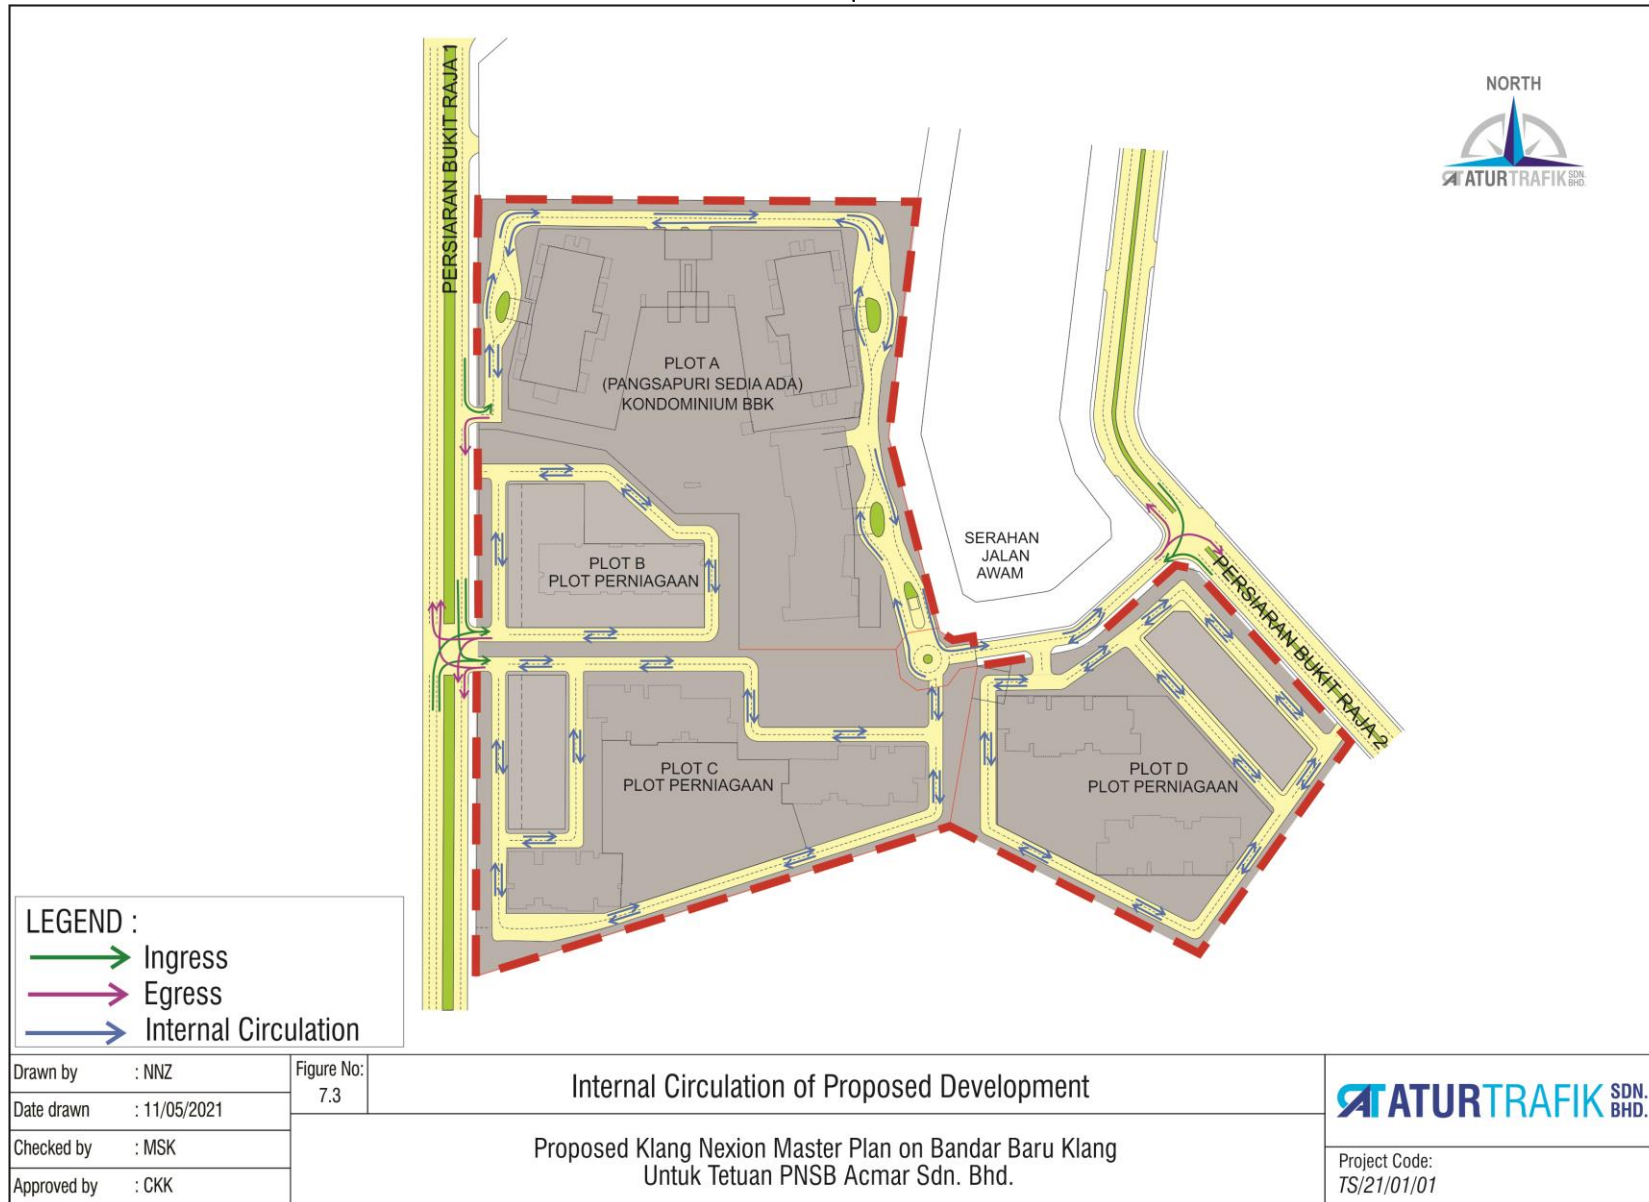 PERSIARAN BUKIT RAJA 1
NORTH
ATURTRAFIK SDN. BHD.
PLOT A
(PANGSAPURI SEDIA ADA)
KONDOMINIUM BBK
SERAHAN
JALAN
AWAM
PLOT B
PLOT PERNIAGAAN
PERSIARAN BUKIT RAJA 2
PLOT C
PLOT PERNIAGAAN
PLOT D
PLOT PERNIAGAAN
LEGEND :
Ingress
Egress
Internal Circulation
Drawn by : NNZ
Date drawn : 11/05/2021
Checked by : MSK
Approved by : CKK
Figure No:
7.3
Internal Circulation of Proposed Development
Proposed Klang Nexion Master Plan on Bandar Baru Klang
Untuk Tetuan PNSB Acmar Sdn. Bhd.
ATURTRAFIK SDN. BHD.
Project Code:
TS/21/01/01